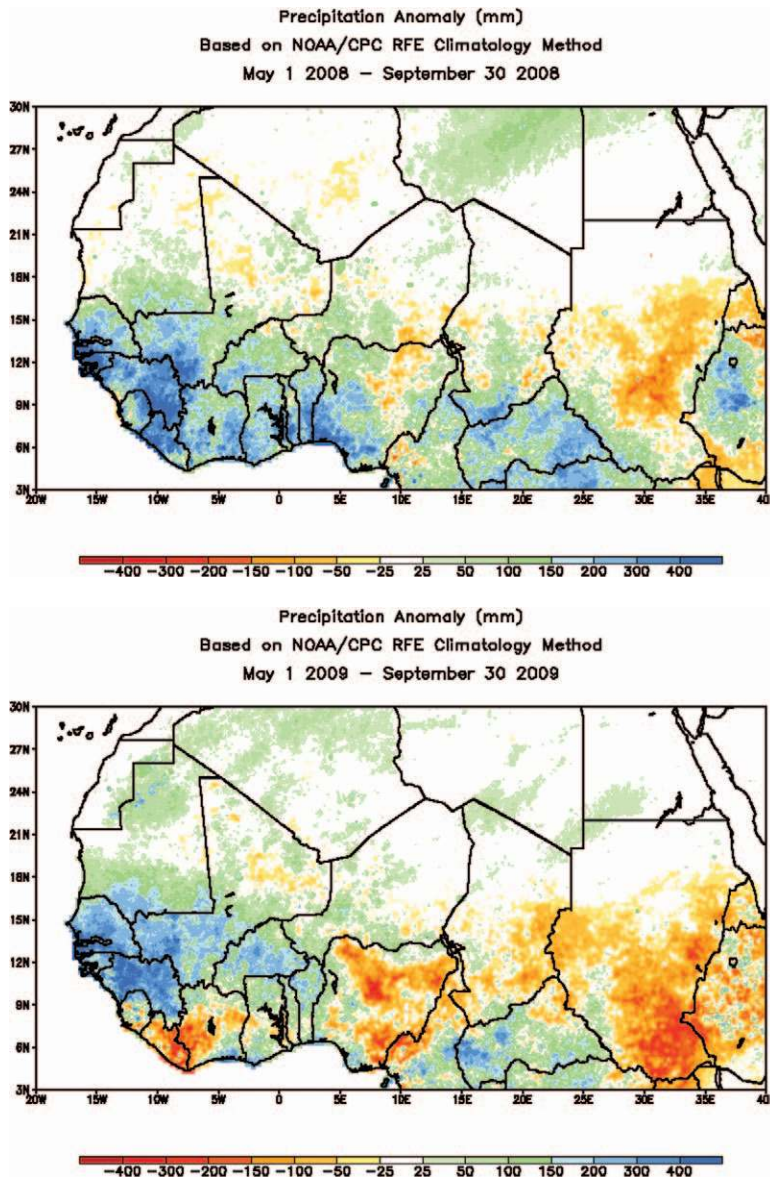 Precipitation Anomaly (mm)
Based on NOAA/CPC RFE Climatology Method
May 1 2008 – September 30 2008
30N
27N
24N
21N
18N
15N
12N
9N
6N
3N
20W 15W 10W 5W 0 5E 10E 15E 20E 25E 30E 35E 40E
-400 -300 -200 -150 -100 -50 -25 25 50 100 150 200 300 400
Precipitation Anomaly (mm)
Based on NOAA/CPC RFE Climatology Method
May 1 2009 – September 30 2009
30N
27N
24N
21N
18N
15N
12N
9N
6N
3N
20W 15W 10W 5W 0 5E 10E 15E 20E 25E 30E 35E 40E
-400 -300 -200 -150 -100 -50 -25 25 50 100 150 200 300 400